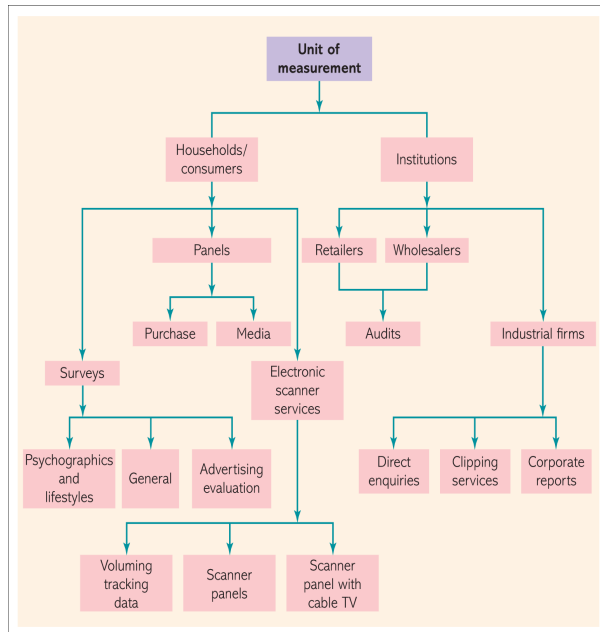 Unit of
measurement
Households/
consumers
Institutions
Panels
Retailers
Wholesalers
Purchase
Media
Audits
Industrial firms
Surveys
Electronic
scanner
services
Psychographics
and
lifestyles
General
Advertising
evaluation
Direct
enquiries
Clipping
services
Corporate
reports
Voluming
tracking
data
Scanner
panels
Scanner
panel with
cable TV